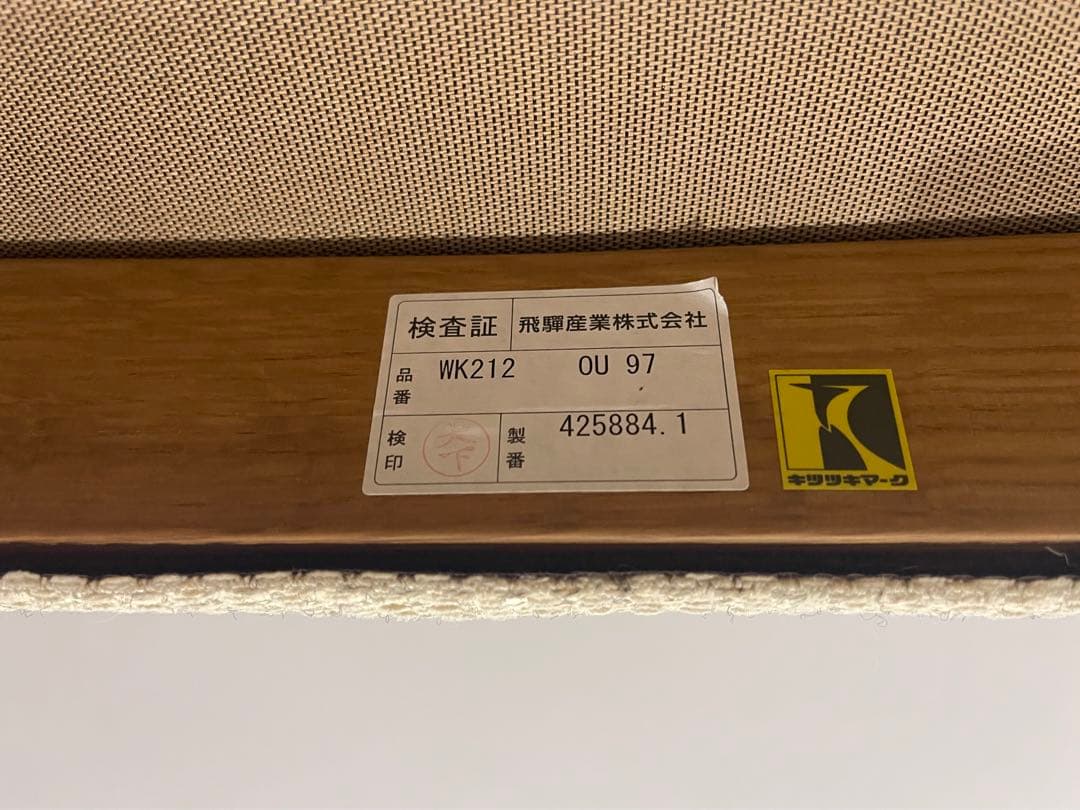 検査証 飛騨産業株式会社
品番 WK212 OU 97
検印 製番 425884.1
キツツキマーク